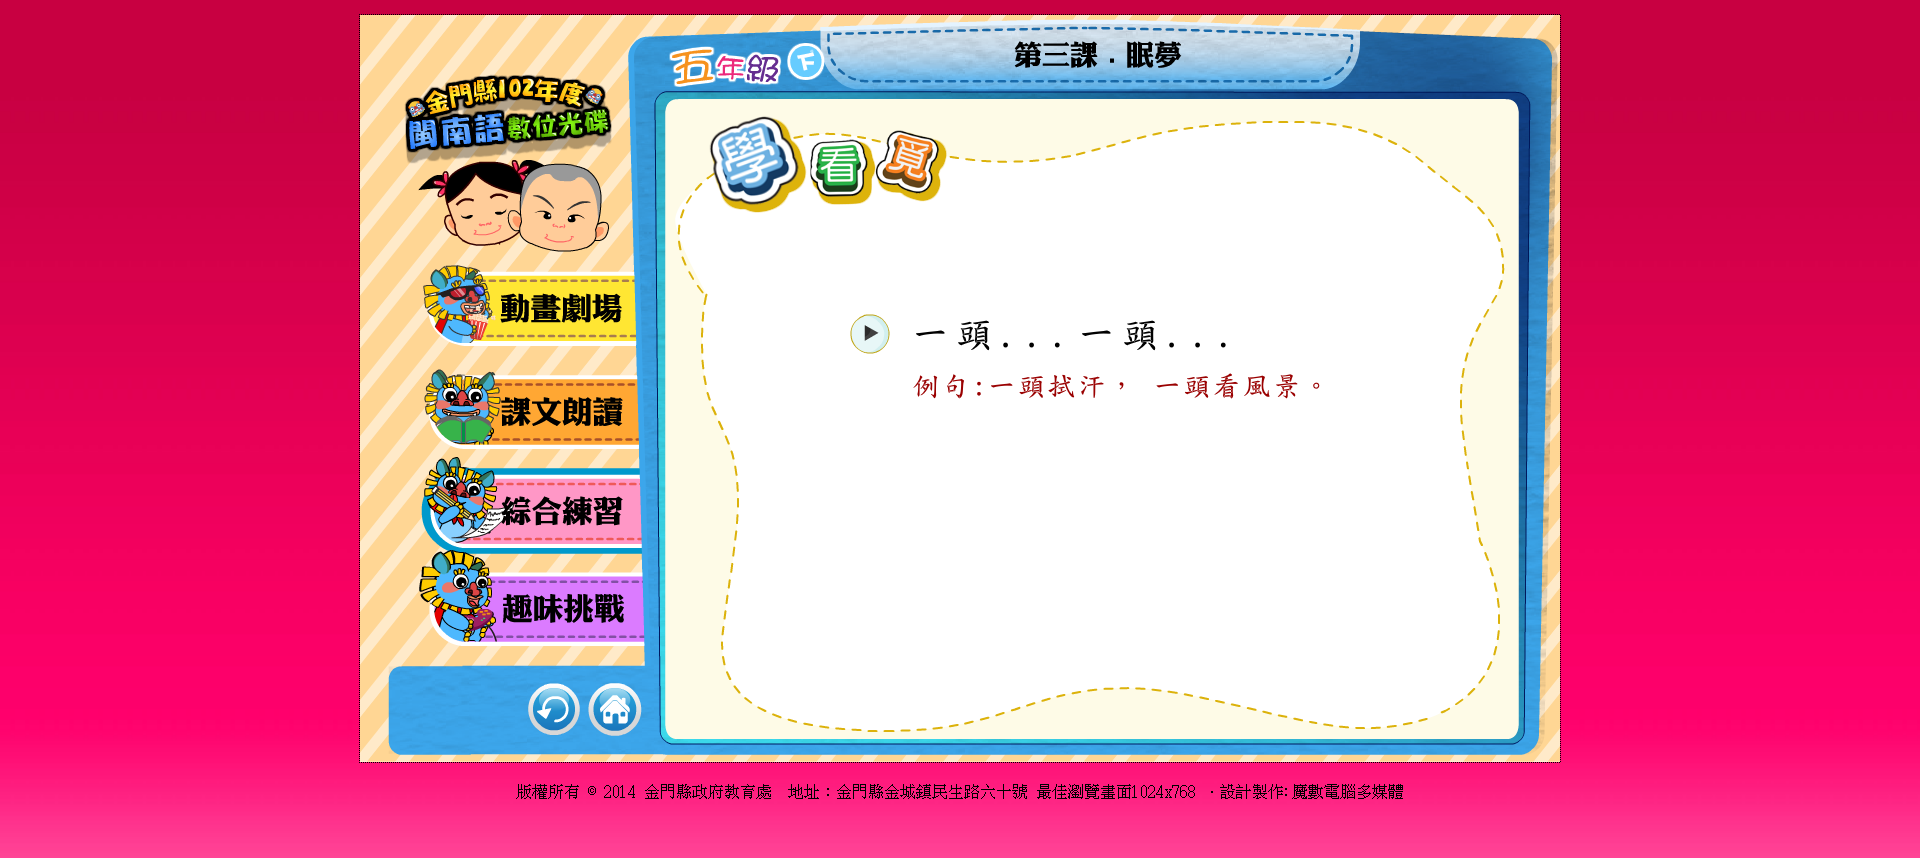 金門縣102年度
閩南語數位光碟
五年級 下
第三課．眠夢
學看覓
動畫劇場
課文朗讀
綜合練習
趣味挑戰
一頭...一頭...
例句:一頭拭汗， 一頭看風景。
版權所有 © 2014 金門縣政府教育處 地址：金門縣金城鎮民生路六十號 最佳瀏覽畫面1024x768 ．設計製作:魔數電腦多媒體